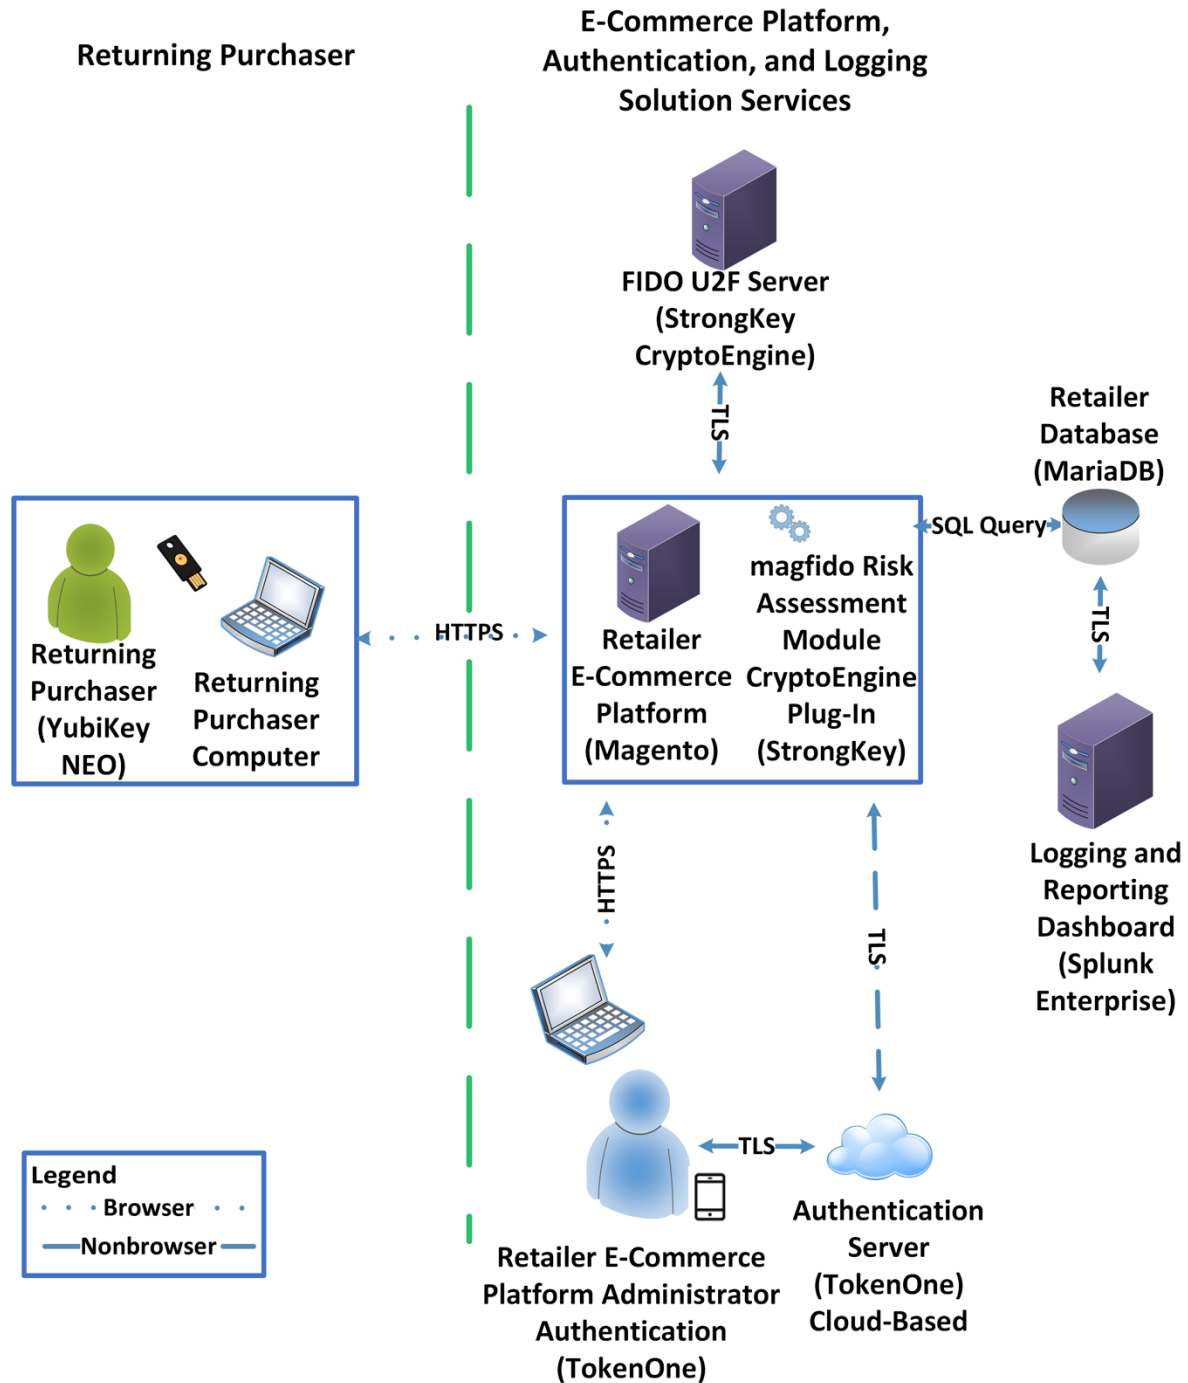 Returning Purchaser
E-Commerce Platform,
Authentication, and Logging
Solution Services
FIDO U2F Server
(StrongKey
CryptoEngine)
TLS
Retailer
Database
(MariaDB)
SQL Query
TLS
Returning
Purchaser
(YubiKey
NEO)
Returning
Purchaser
Computer
HTTPS
Retailer
E-Commerce
Platform
(Magento)
magfido Risk
Assessment
Module
CryptoEngine
Plug-In
(StrongKey)
Logging and
Reporting
Dashboard
(Splunk
Enterprise)
HTTPS
TLS
TLS
Retailer E-Commerce
Platform Administrator
Authentication
(TokenOne)
Authentication
Server
(TokenOne)
Cloud-Based
Legend
Browser
Nonbrowser